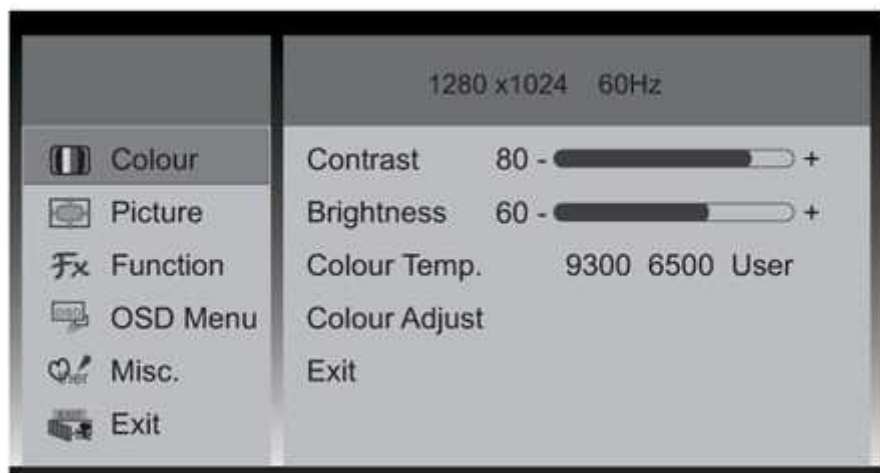 1280 x1024 60Hz
Colour
Picture
Function
OSD Menu
Misc.
Exit
Contrast 80 - +
Brightness 60 - +
Colour Temp. 9300 6500 User
Colour Adjust
Exit